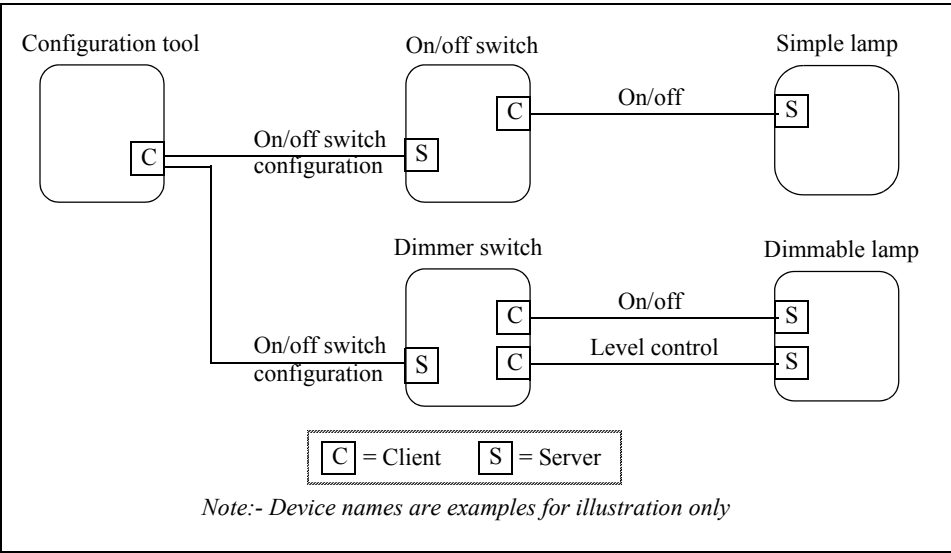 Configuration tool
On/off switch
Simple lamp
C
On/off
S
On/off switch
configuration
C
S
Dimmer switch
Dimmable lamp
C
On/off
S
On/off switch
configuration
S
C
Level control
S
C = Client S = Server
Note:- Device names are examples for illustration only